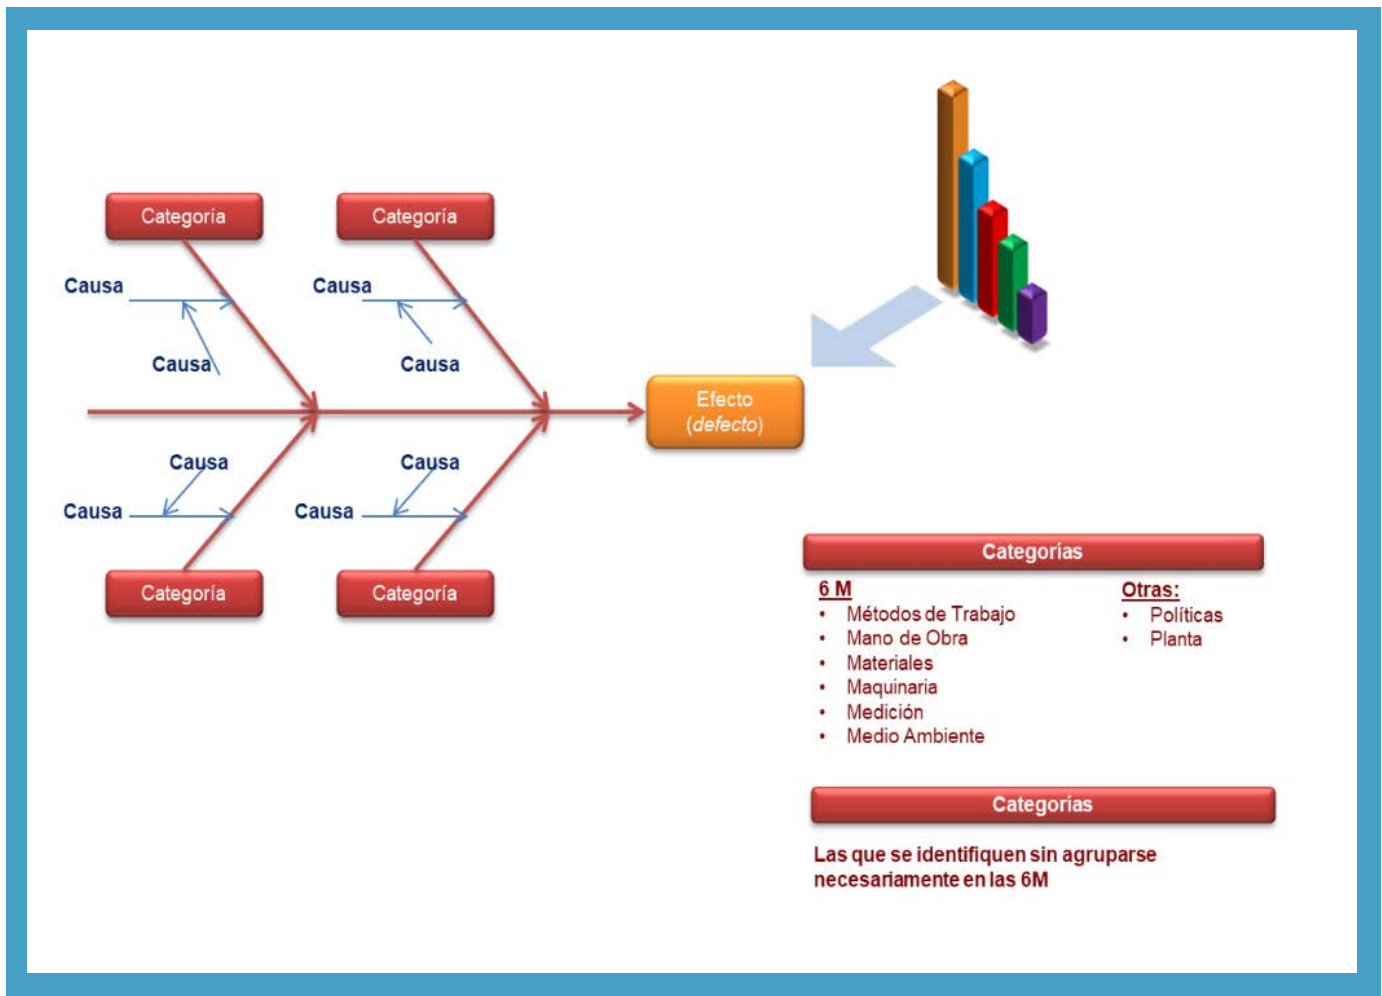 Categoría
Categoría
Causa
Causa
Causa
Causa
Efecto
(defecto)
Causa
Causa
Causa
Causa
Categoría
Categoría
Categorías
6 M
• Métodos de Trabajo
• Mano de Obra
• Materiales
• Maquinaria
• Medición
• Medio Ambiente
Otras:
• Políticas
• Planta
Categorías
Las que se identifiquen sin agruparse
necesariamente en las 6M